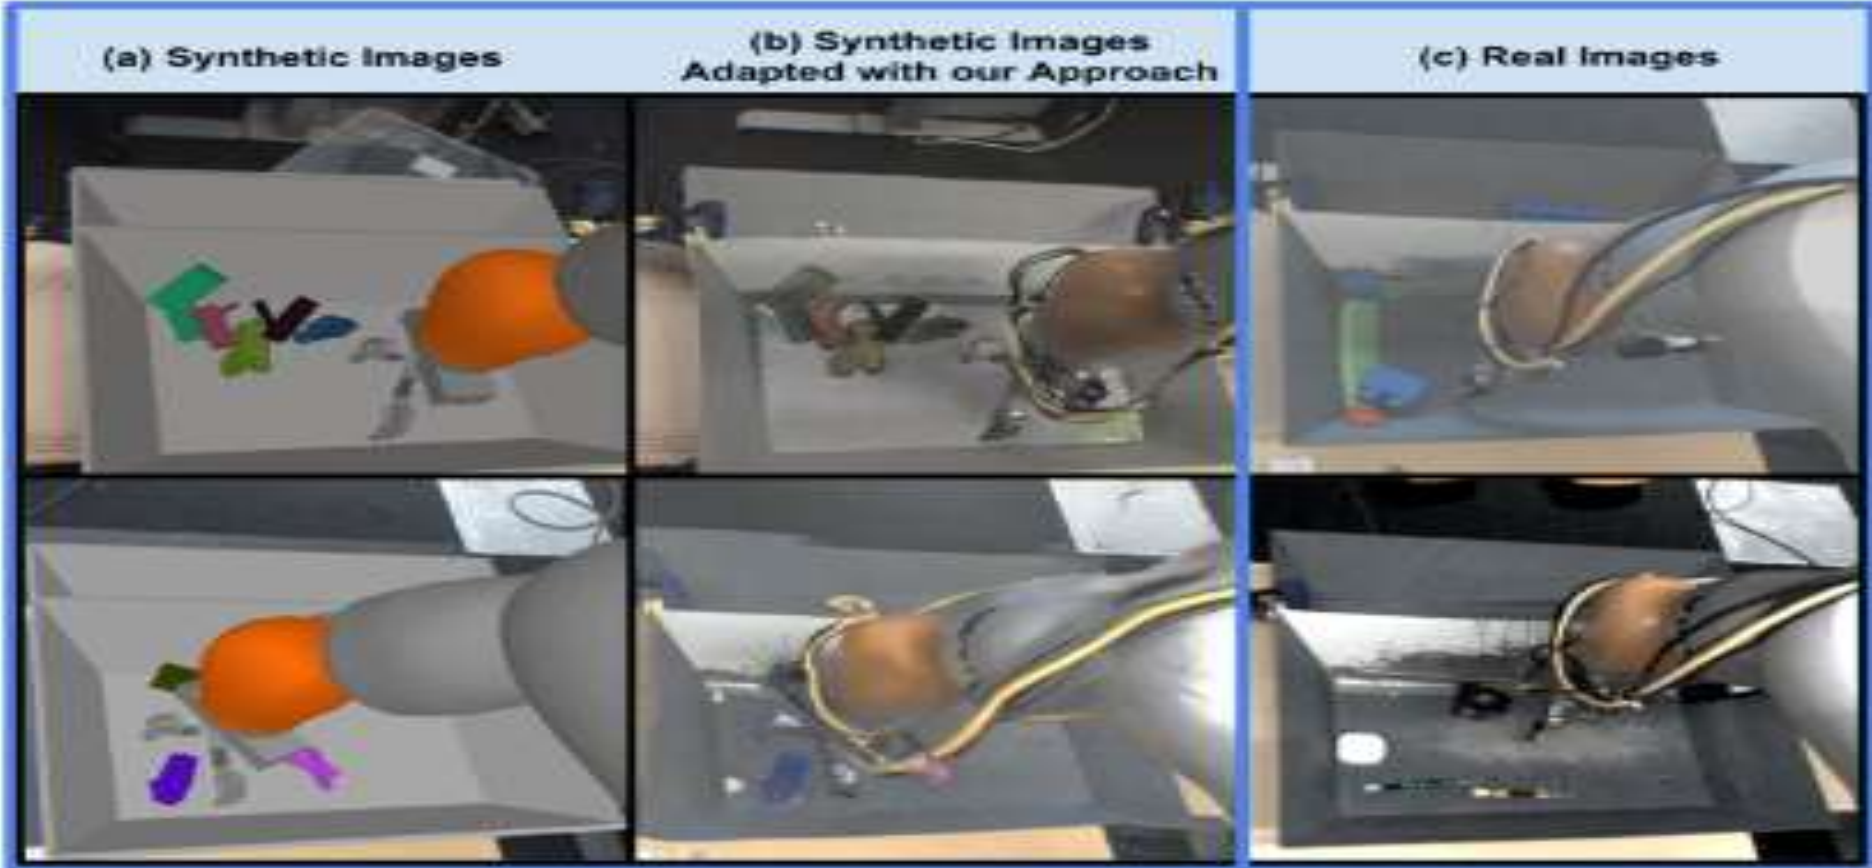 (a) Synthetic Images
(b) Synthetic Images
Adapted with our Approach
(c) Real Images